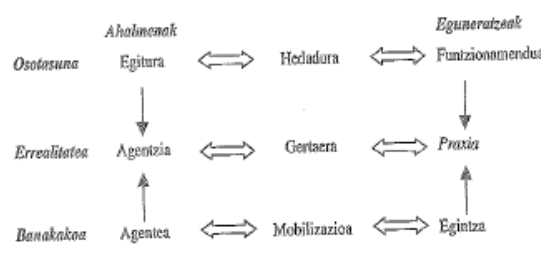 Ahalmenak Eguneratzeak
Osotasuna Egitura Hedadura Funtzionamendua
Errealitatea Agentzia Gertaera Praxia
Banakakoa Agentea Mobilizazioa Egintza